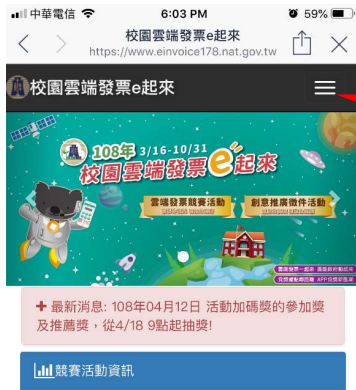 中華電信 6:03 PM 59%
校園雲端發票e起來
https://www.einvoice178.nat.gov.tw
校園雲端發票e起來
108年 3/16-10/31
校園雲端發票e起來
雲端發票競賽活動
創意推廣徵件活動
+ 最新消息: 108年04月12日 活動加碼獎的參加獎
及推薦獎，從4/18 9點起抽獎!
競賽活動資訊